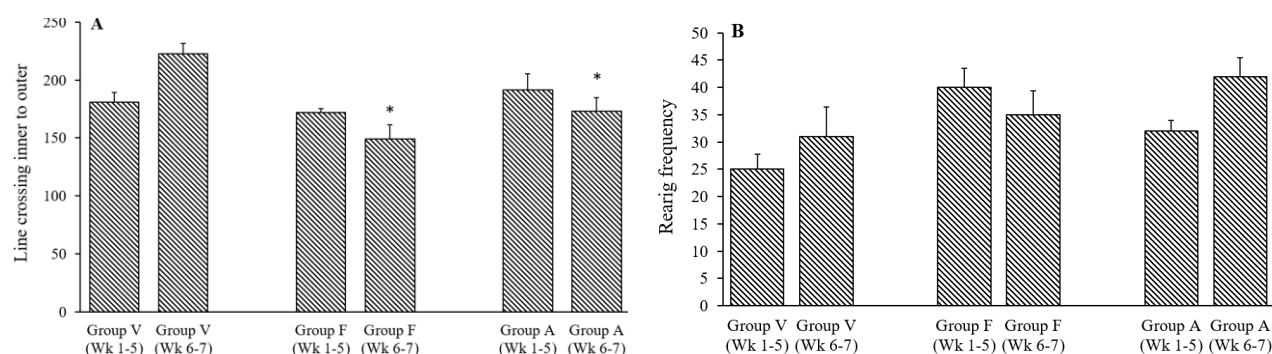 A
Line crossing inner to outer
250
200
150
100
50
0
*
*
Group V Group V Group F Group F Group A Group A
(Wk 1-5) (Wk 6-7) (Wk 1-5) (Wk 6-7) (Wk 1-5) (Wk 6-7)
B
Rearig frequency
50
45
40
35
30
25
20
15
10
5
0
Group V Group V Group F Group F Group A Group A
(Wk 1-5) (Wk 6-7) (Wk 1-5) (Wk 6-7) (Wk 1-5) (Wk 6-7)